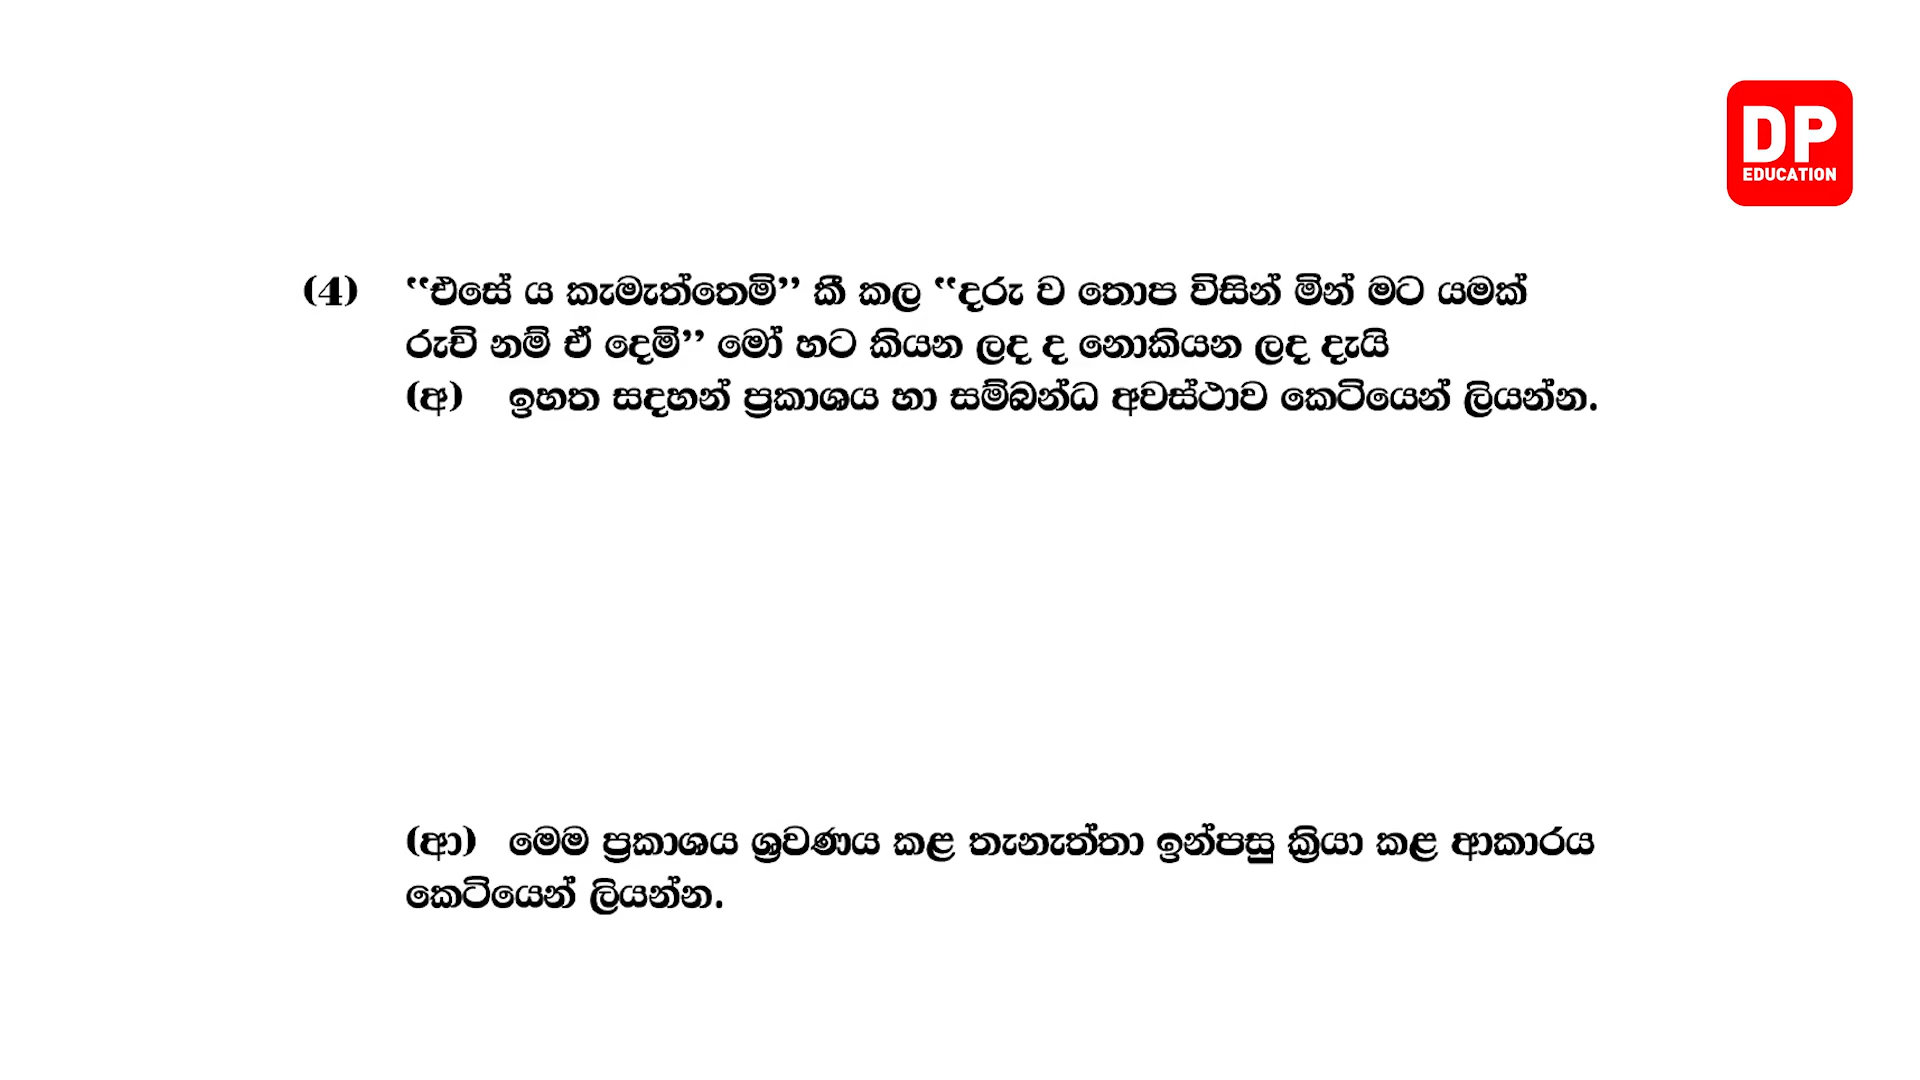 DP
EDUCATION
(4) “එසේ ය කැමැත්තෙමි” කී කල “දරු ව තොප විසින් මින් මට යමක්
රුචි නම් ඒ දෙමි” මෝ හට කියන ලද ද නොකියන ලද දැයි
(අ) ඉහත සදහන් ප්‍රකාශය හා සම්බන්ධ අවස්ථාව කෙටියෙන් ලියන්න.
(ආ) මෙම ප්‍රකාශය ශ්‍රවණය කළ තැනැත්තා ඉන්පසු ක්‍රියා කළ ආකාරය
කෙටියෙන් ලියන්න.